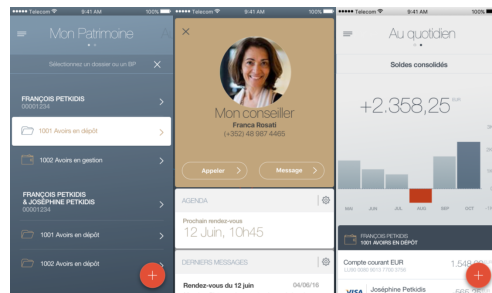 Telecom 9:41 AM 100%
Mon Patrimoine
Sélectionnez un dossier ou un BP
FRANÇOIS PETKIDIS
00001234
1001 Avoirs en dépôt
1002 Avoirs en gestion
FRANÇOIS PETKIDIS
& JOSÉPHINE PETKIDIS
00001234
1001 Avoirs en dépôt
1002 Avoirs en dépôt
Telecom 9:41 AM 100%
Mon conseiller
Franca Rosati
(+352) 48 987 4465
Appeler
Message
AGENDA
Prochain rendez-vous
12 Juin, 10h45
DERNIERS MESSAGES
Rendez-vous du 12 juin 04/06/16
Telecom 9:41 AM 100%
Au quotidien
Soldes consolidés
+2.358,25 EUR
MAI JUIN JUIL AUG SEP OCT
FRANÇOIS PETKIDIS
1001 AVOIRS EN DÉPÔT
Compte courant EUR 1.548,
VISA Joséphine Petkidis 565,